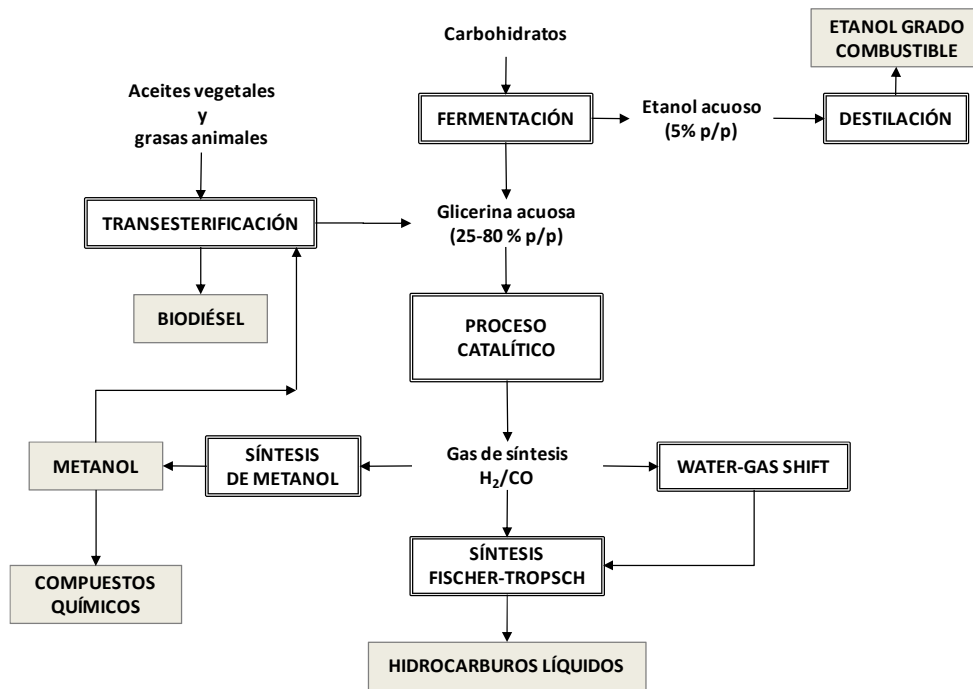 ETANOL GRADO
COMBUSTIBLE
Carbohidratos
Aceites vegetales
y
grasas animales
FERMENTACIÓN
Etanol acuoso
(5% p/p)
DESTILACIÓN
TRANSESTERIFICACIÓN
Glicerina acuosa
(25-80 % p/p)
BIODIÉSEL
PROCESO
CATALÍTICO
METANOL
SÍNTESIS
DE METANOL
Gas de síntesis
H₂/CO
WATER-GAS SHIFT
SÍNTESIS
FISCHER-TROPSCH
COMPUESTOS
QUÍMICOS
HIDROCARBUROS LÍQUIDOS